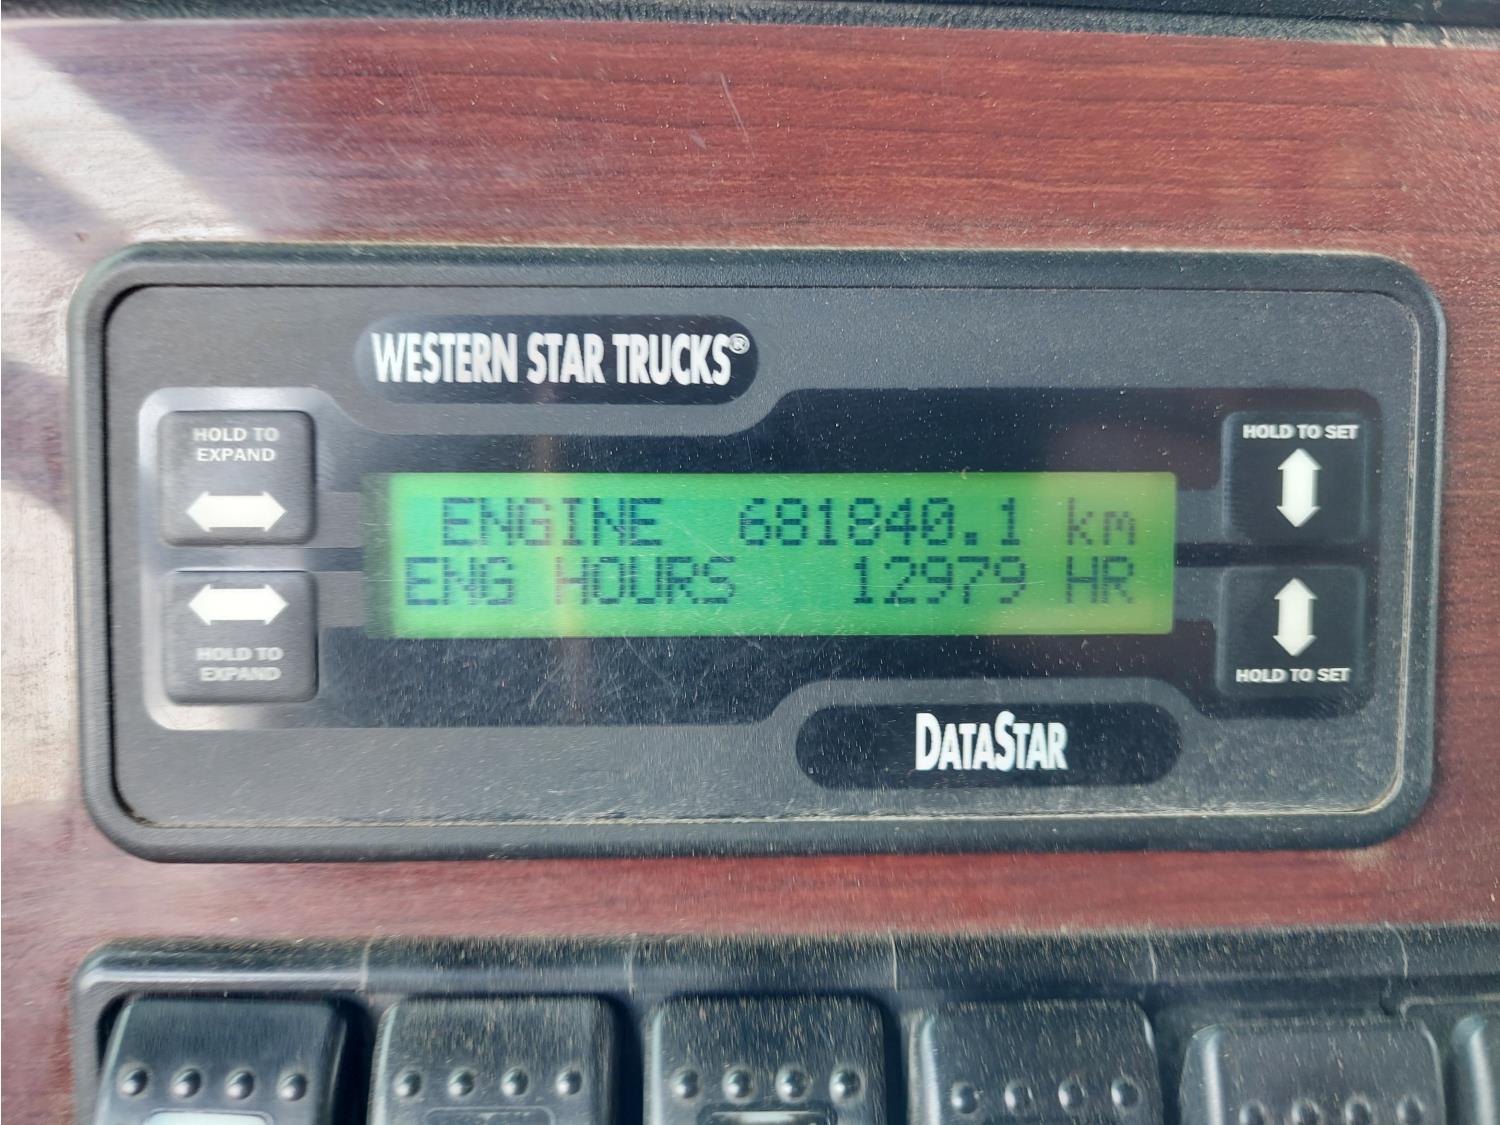 WESTERN STAR TRUCKS®
HOLD TO
EXPAND
HOLD TO SET
ENGINE 681840.1 km
ENG HOURS 12979 HR
HOLD TO
EXPAND
HOLD TO SET
DATASTAR